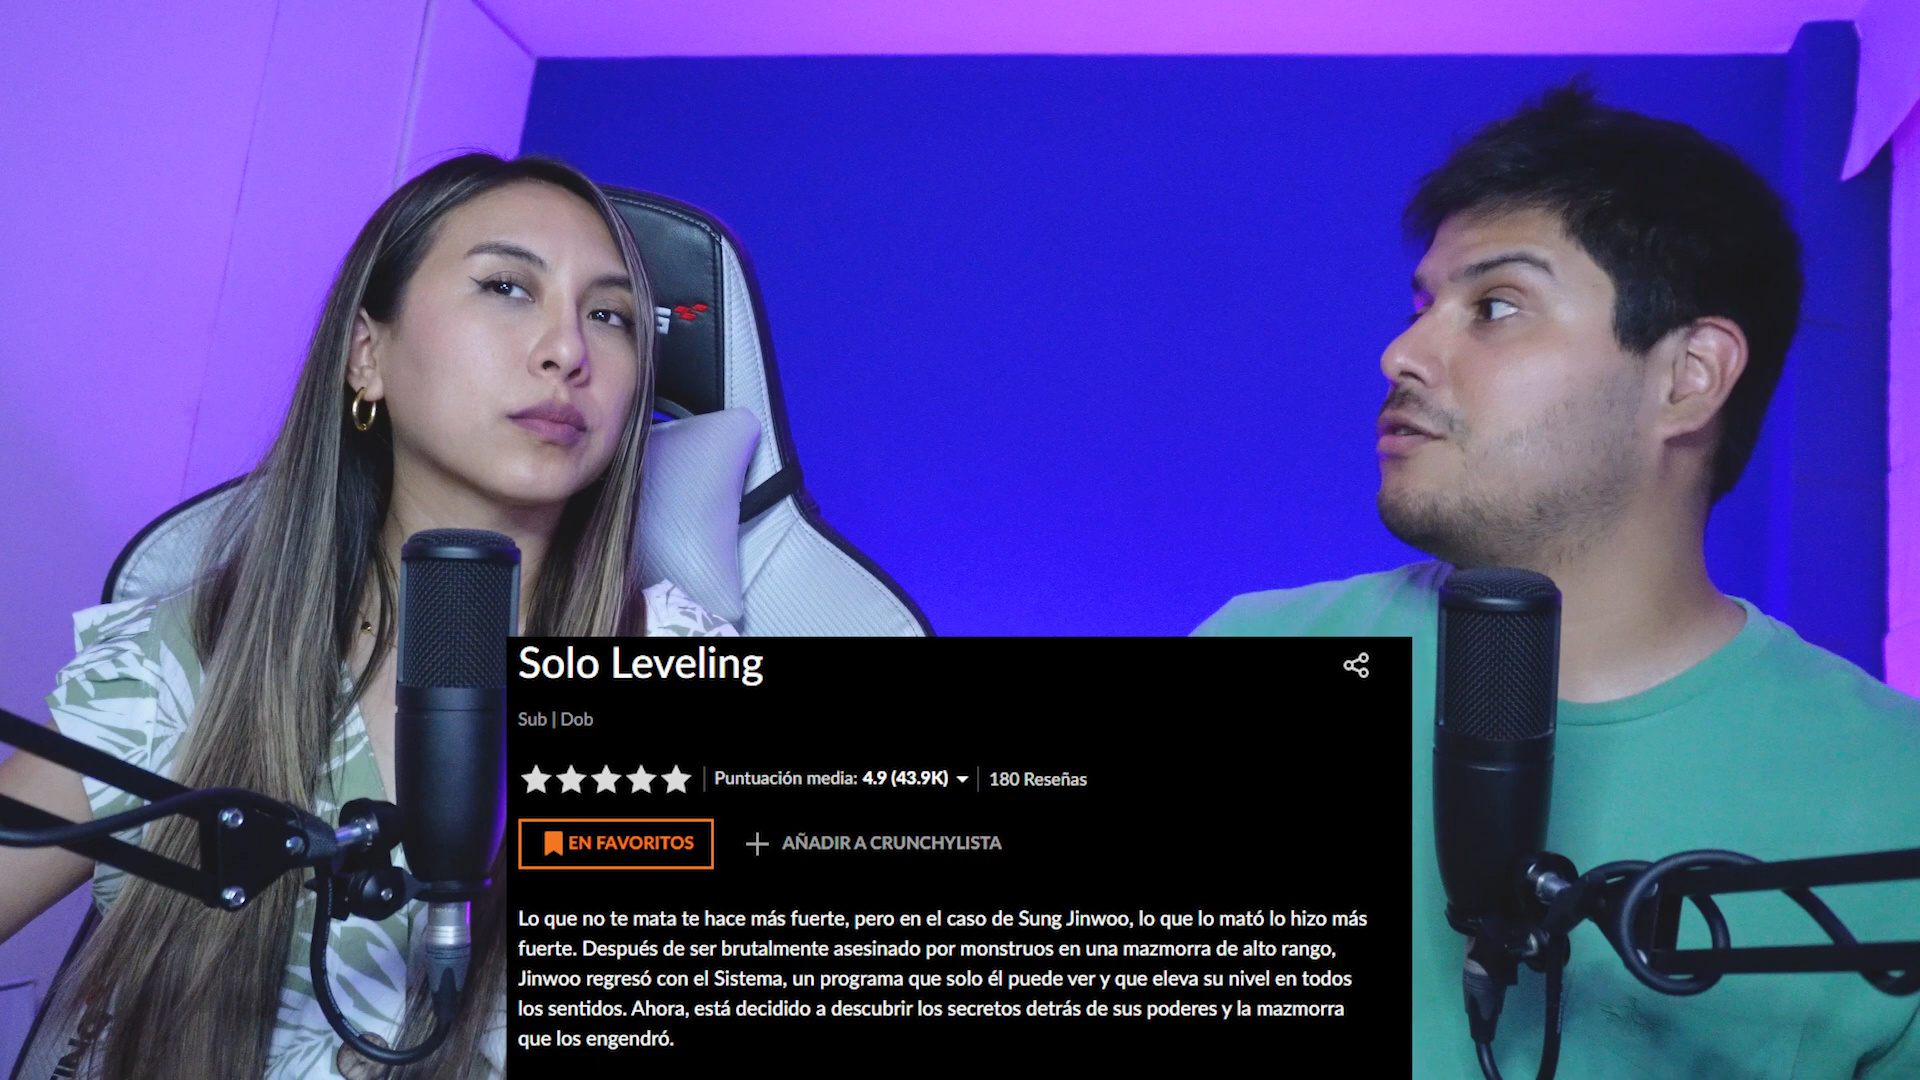 Solo Leveling
Sub | Dob
Puntuación media: 4.9 (43.9K) | 180 Reseñas
EN FAVORITOS
AÑADIR A CRUNCHYLISTA
Lo que no te mata te hace más fuerte, pero en el caso de Sung Jinwoo, lo que lo mató lo hizo más
fuerte. Después de ser brutalmente asesinado por monstruos en una mazmorra de alto rango,
Jinwoo regresó con el Sistema, un programa que solo él puede ver y que eleva su nivel en todos
los sentidos. Ahora, está decidido a descubrir los secretos detrás de sus poderes y la mazmorra
que los engendró.